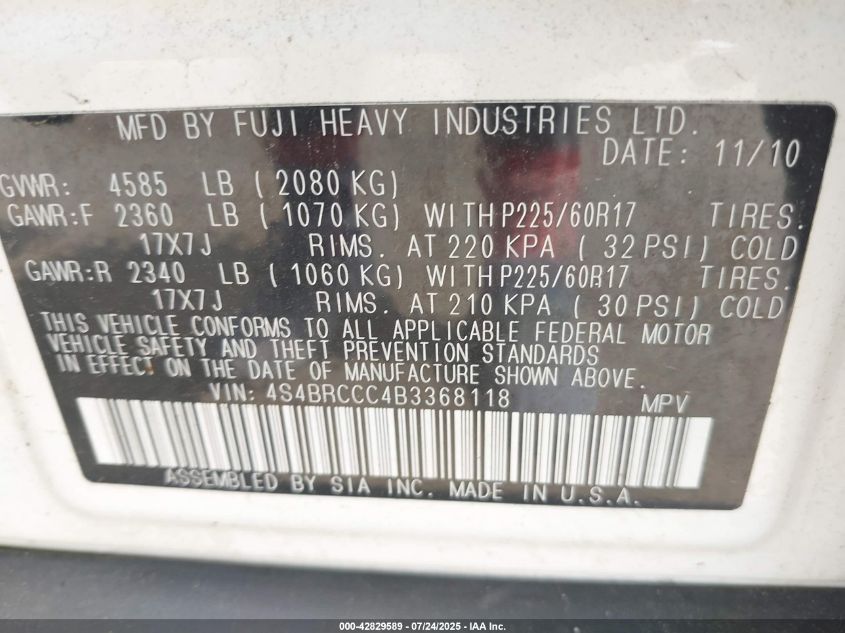 MFD BY FUJI HEAVY INDUSTRIES LTD.
DATE: 11/10
GVWR: 4585 LB ( 2080 KG)
GAWR:F 2360 LB ( 1070 KG) WITH P225/60R17 TIRES.
17X7J RIMS. AT 220 KPA ( 32 PSI) COLD
GAWR:R 2340 LB ( 1060 KG) WITH P225/60R17 TIRES.
17X7J RIMS. AT 210 KPA ( 30 PSI) COLD
THIS VEHICLE CONFORMS TO ALL APPLICABLE FEDERAL MOTOR
VEHICLE SAFETY AND THEFT PREVENTION STANDARDS
IN EFFECT ON THE DATE OF MANUFACTURE SHOWN ABOVE.
VIN: 4S4BRCCC4B3368118 MPV
ASSEMBLED BY SIA INC. MADE IN U.S.A.
000-42829589 - 07/24/2025 - IAA Inc.